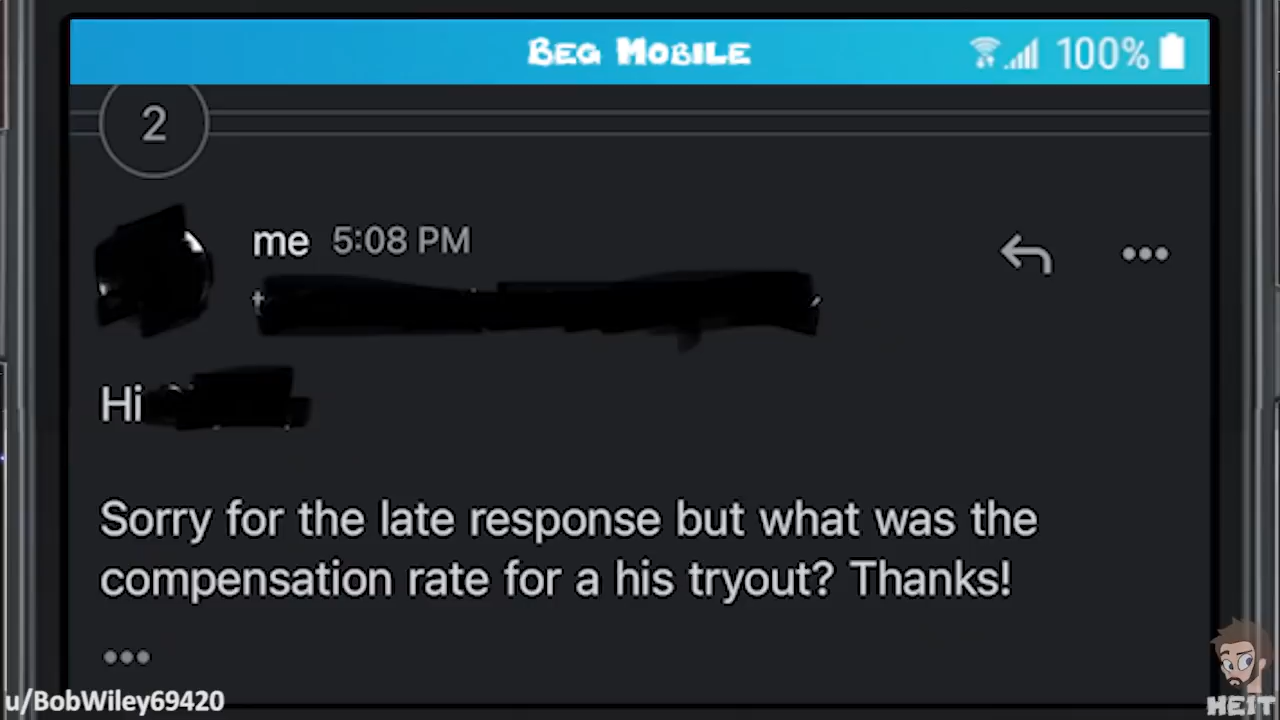 Beg Mobile
100%
2
me 5:08 PM
Hi
Sorry for the late response but what was the
compensation rate for a his tryout? Thanks!
u/BobWiley69420
HEIT